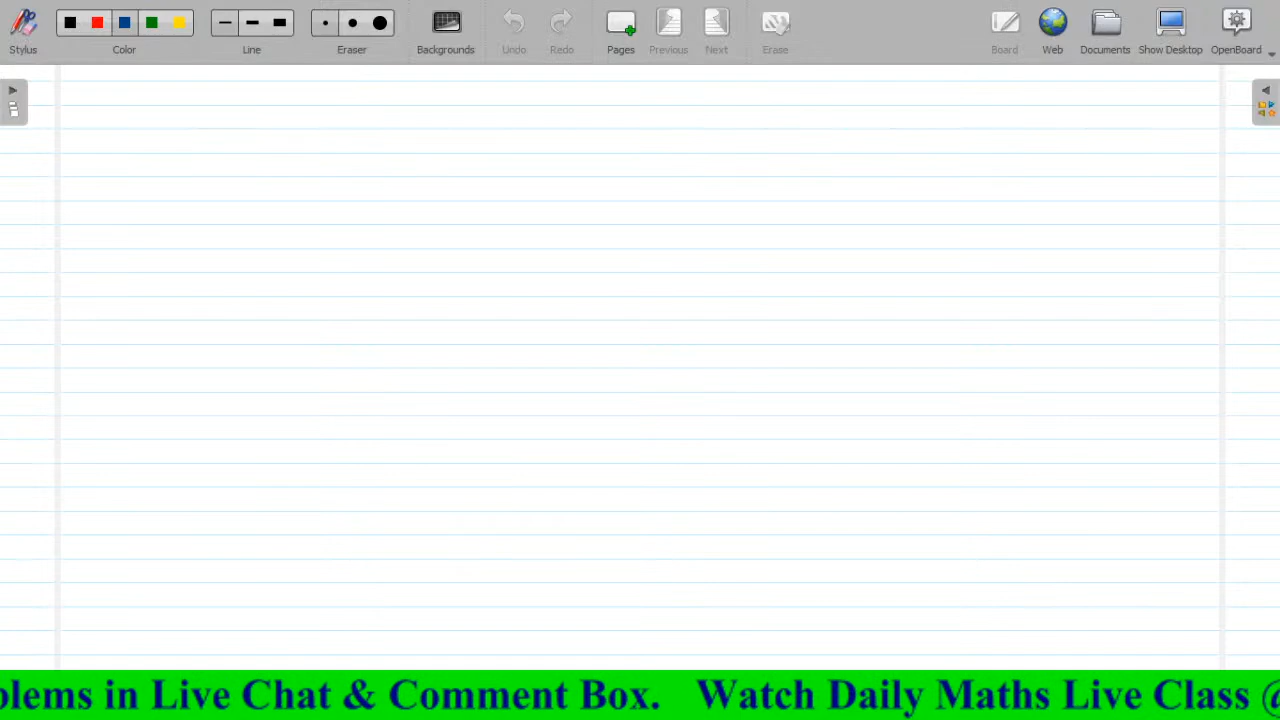 Stylus Color Line Eraser Backgrounds Undo Redo Pages Previous Next Erase Board Web Documents Show Desktop OpenBoard
oblems in Live Chat & Comment Box. Watch Daily Maths Live Class @